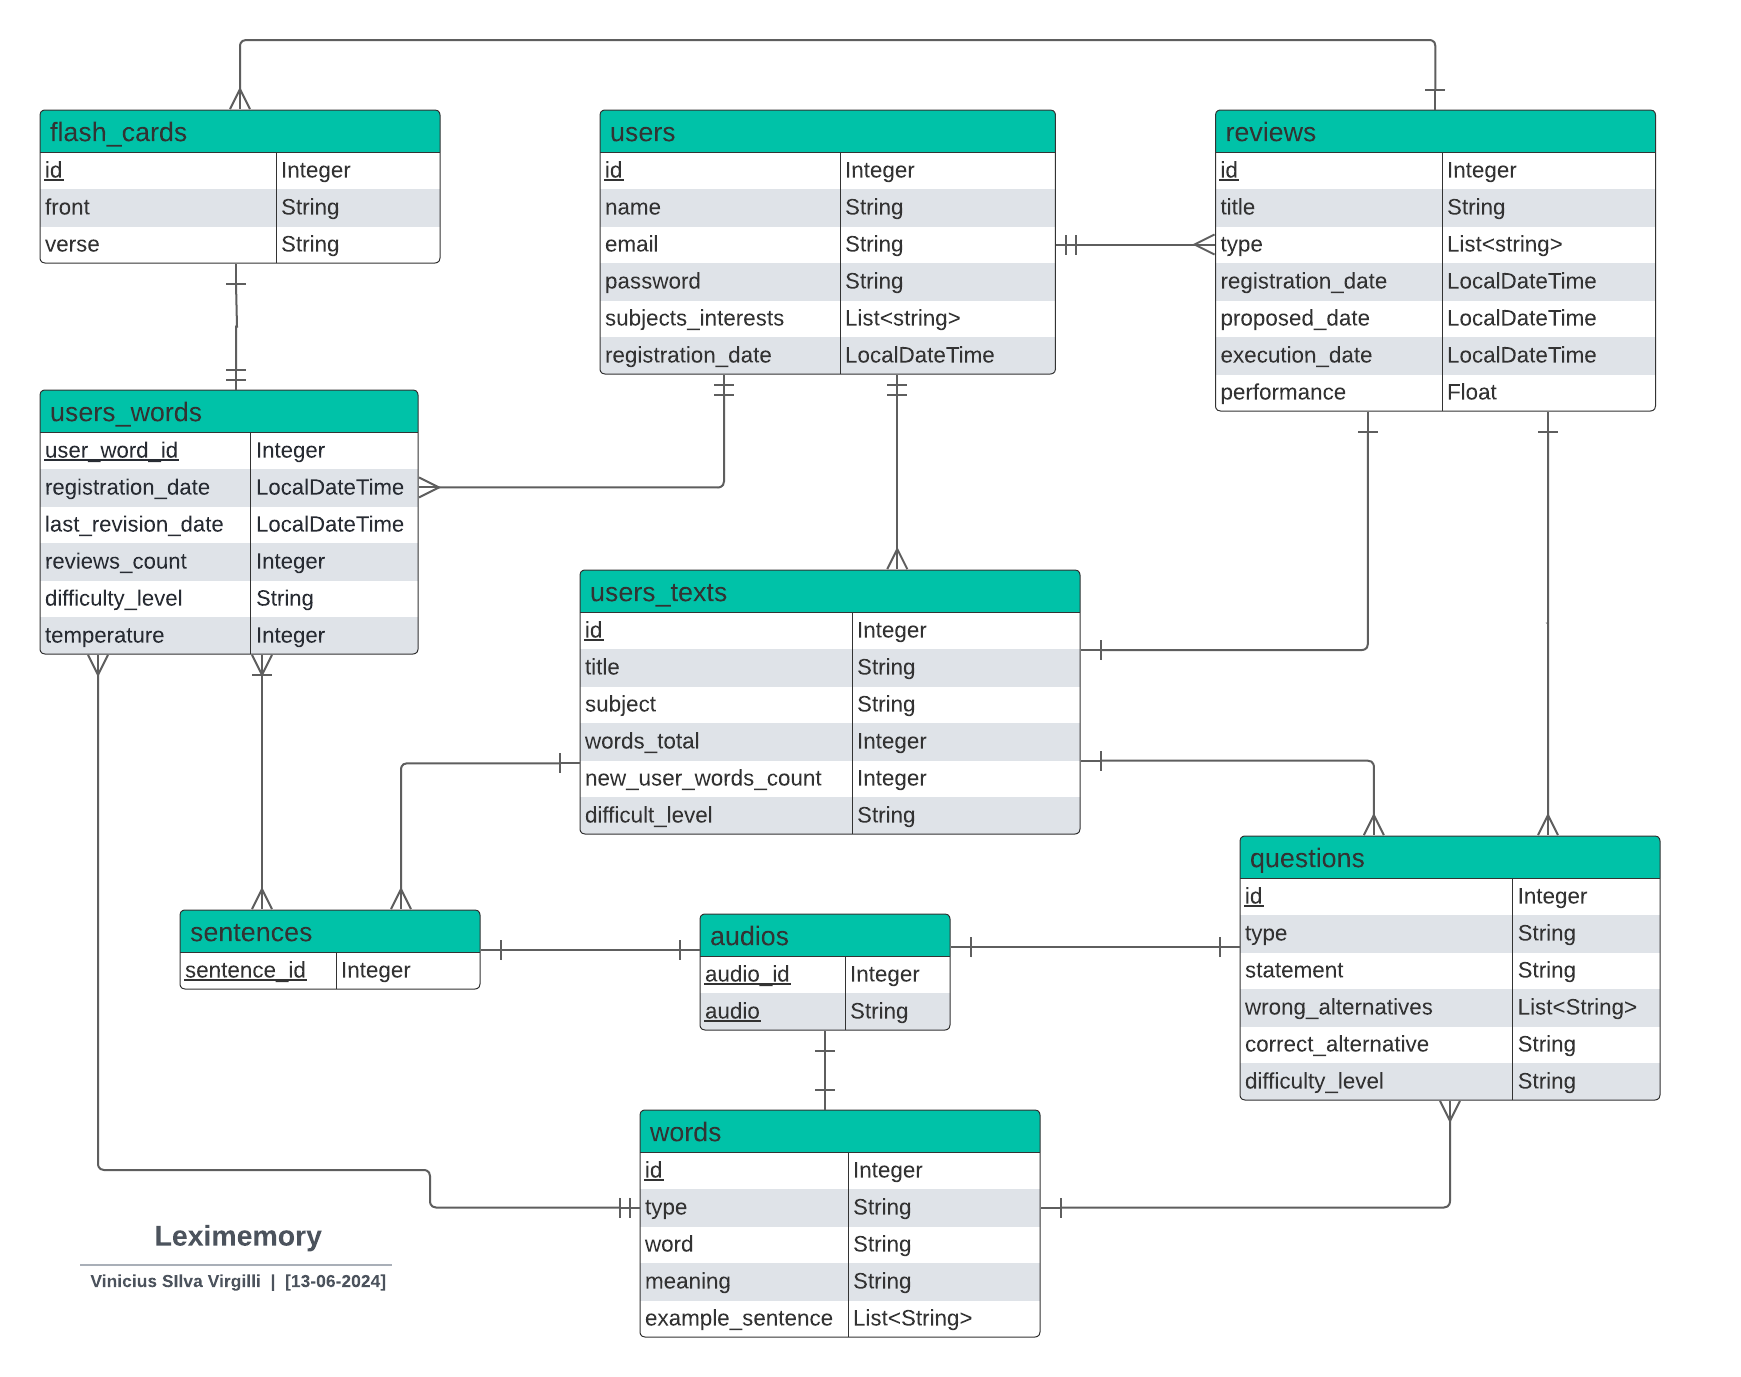 flash_cards
id Integer
front String
verse String
users
id Integer
name String
email String
password String
subjects_interests List<string>
registration_date LocalDateTime
reviews
id Integer
title String
type List<string>
registration_date LocalDateTime
proposed_date LocalDateTime
execution_date LocalDateTime
performance Float
users_words
user_word_id Integer
registration_date LocalDateTime
last_revision_date LocalDateTime
reviews_count Integer
difficulty_level String
temperature Integer
users_texts
id Integer
title String
subject String
words_total Integer
new_user_words_count Integer
difficult_level String
questions
id Integer
type String
statement String
wrong_alternatives List<String>
correct_alternative String
difficulty_level String
sentences
sentence_id Integer
audios
audio_id Integer
audio String
words
id Integer
type String
word String
meaning String
example_sentence List<String>
Leximemory
Vinicius SIlva Virgilli | [13-06-2024]